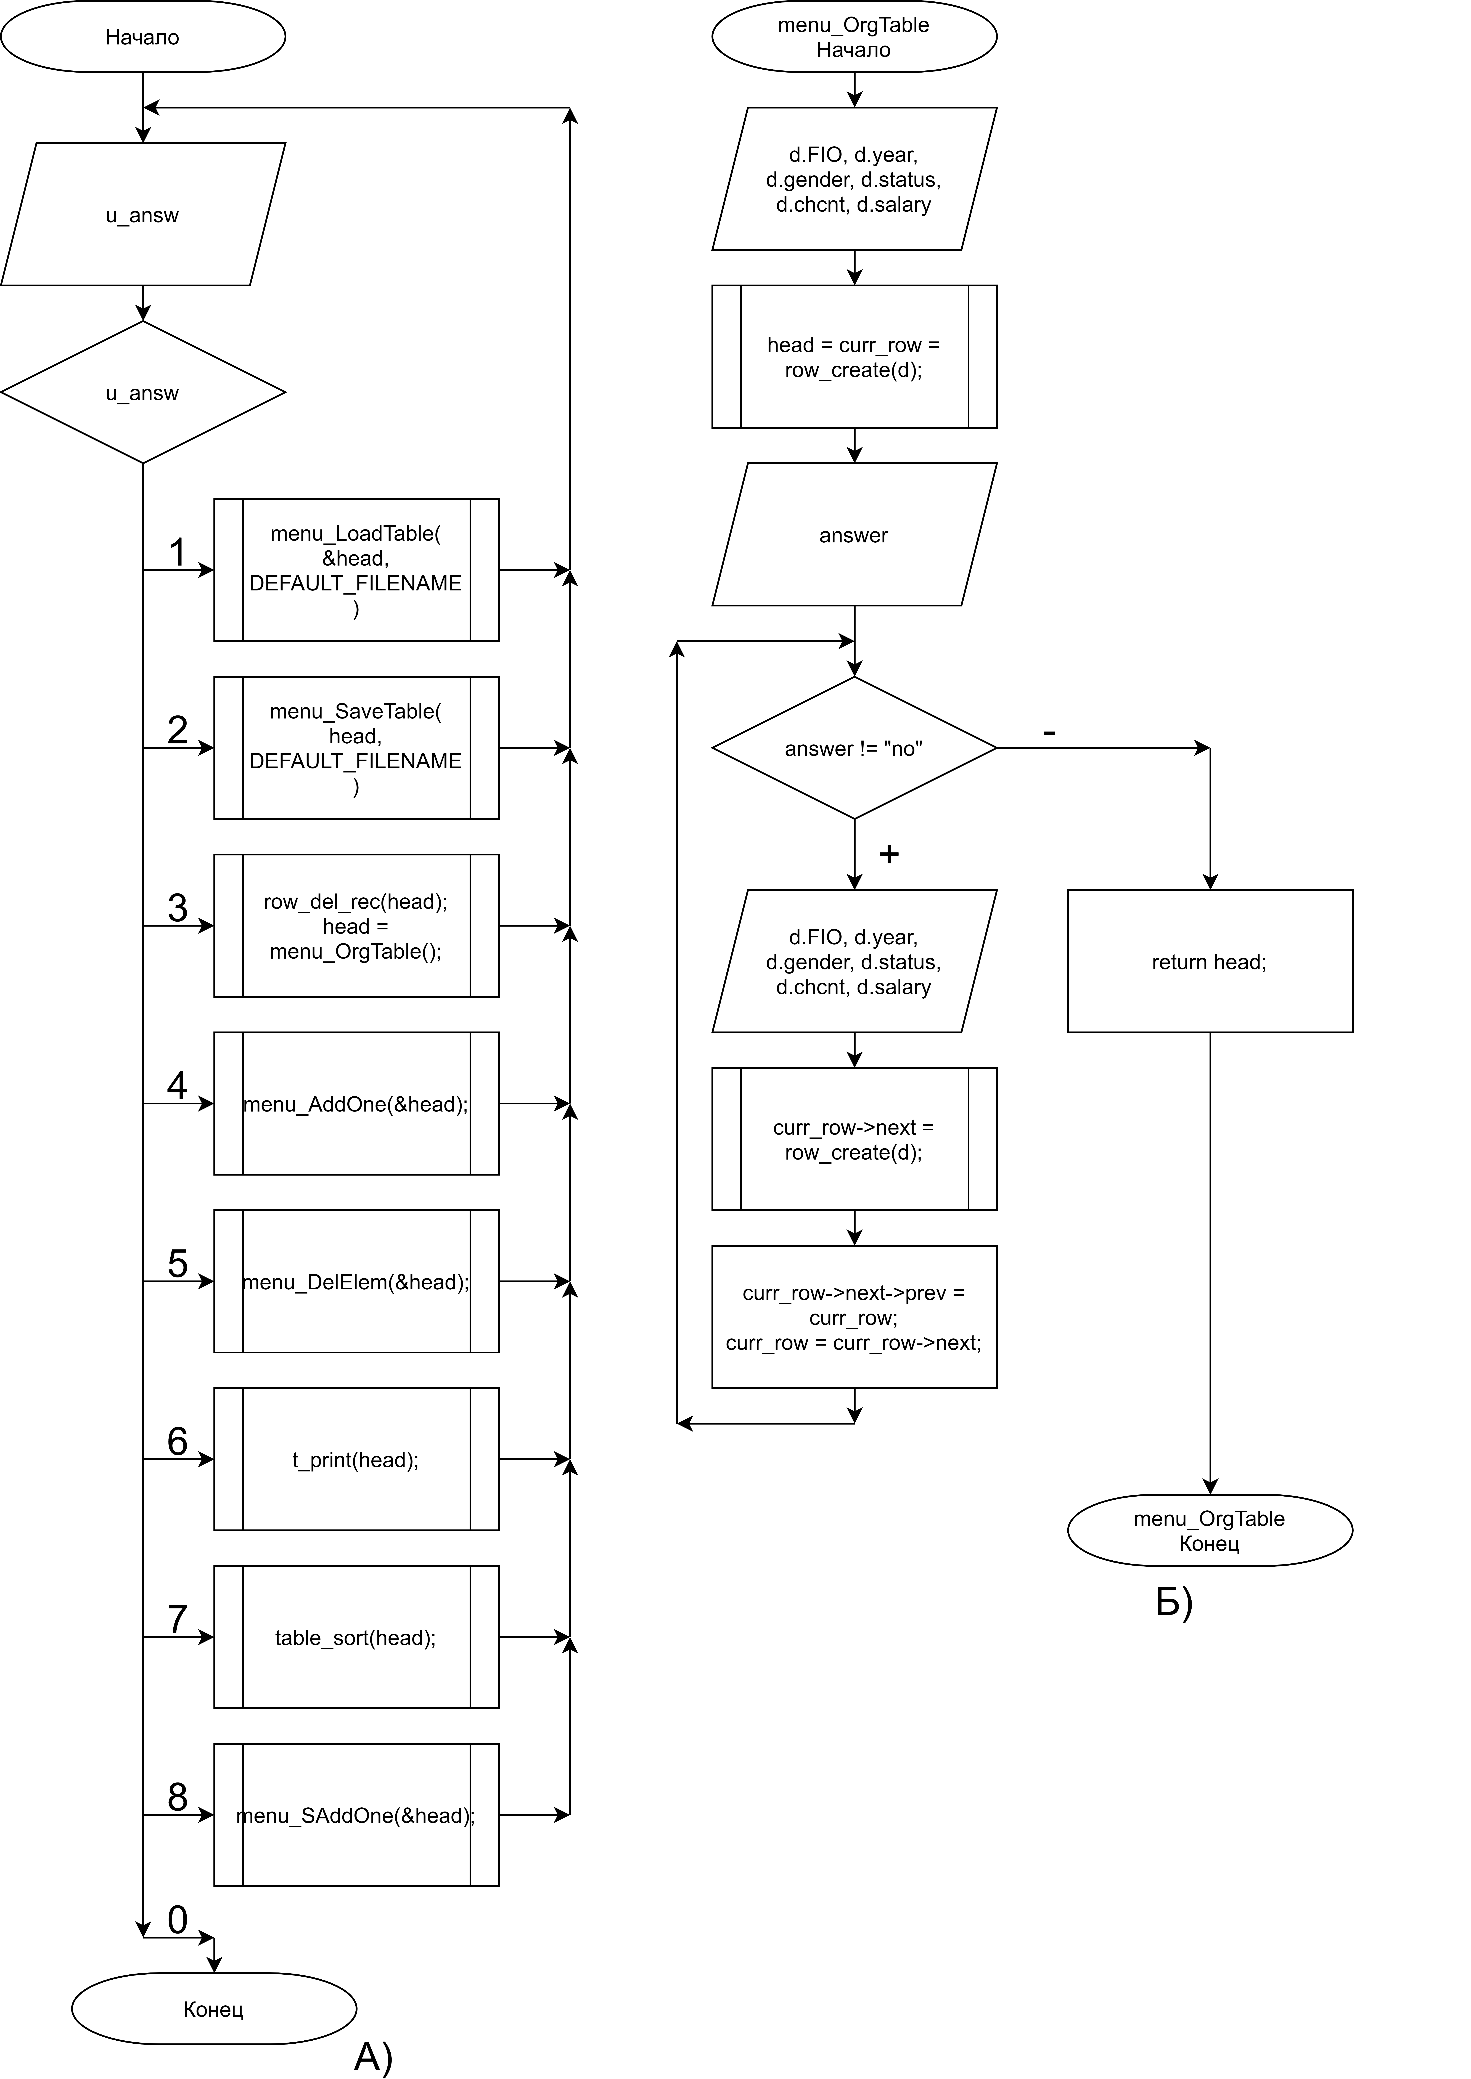 Начало
u_answ
u_answ
1
menu_LoadTable(
&head,
DEFAULT_FILENAME
)
2
menu_SaveTable(
head,
DEFAULT_FILENAME
)
3
row_del_rec(head);
head =
menu_OrgTable();
4
menu_AddOne(&head);
5
menu_DelElem(&head);
6
t_print(head);
7
table_sort(head);
8
menu_SAddOne(&head);
0
Конец
А)
menu_OrgTable
Начало
d.FIO, d.year,
d.gender, d.status,
d.chcnt, d.salary
head = curr_row =
row_create(d);
answer
answer != "no"
-
+
d.FIO, d.year,
d.gender, d.status,
d.chcnt, d.salary
return head;
curr_row->next =
row_create(d);
curr_row->next->prev =
curr_row;
curr_row = curr_row->next;
menu_OrgTable
Конец
Б)